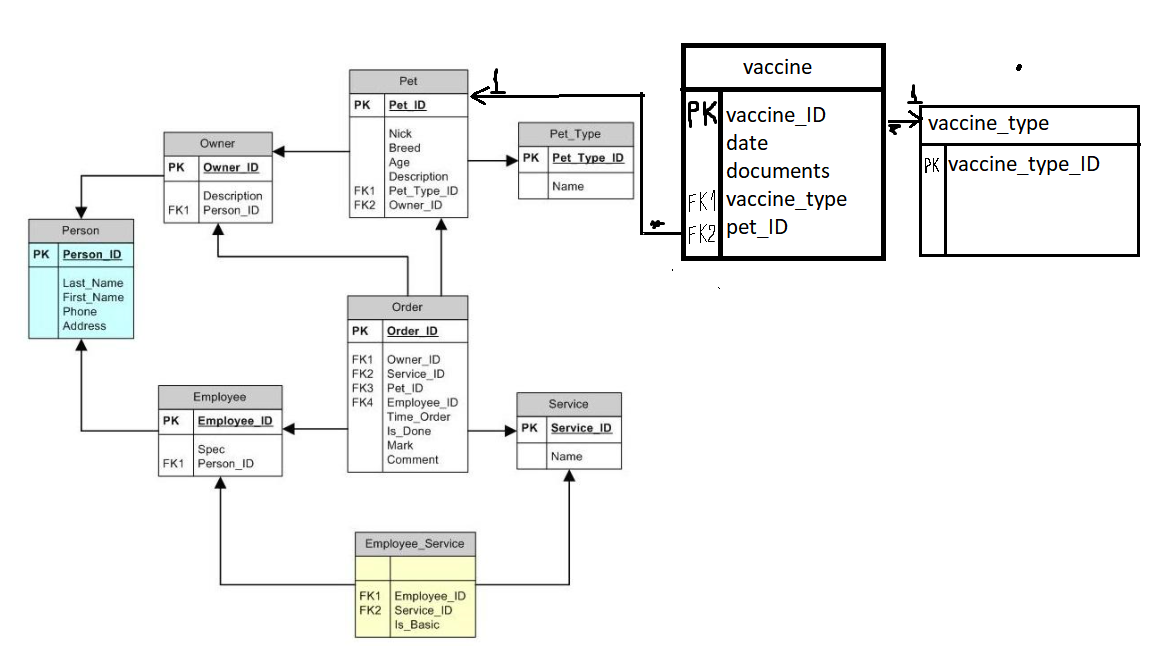 Pet
PK Pet_ID
Nick
Breed
Age
Description
FK1 Pet_Type_ID
FK2 Owner_ID
1
vaccine
PK vaccine_ID
date
documents
FK1 vaccine_type
FK2 pet_ID
*
*
1
vaccine_type
PK vaccine_type_ID
Pet_Type
PK Pet_Type_ID
Name
Owner
PK Owner_ID
Description
FK1 Person_ID
Person
PK Person_ID
Last_Name
First_Name
Phone
Address
Order
PK Order_ID
FK1 Owner_ID
FK2 Service_ID
FK3 Pet_ID
FK4 Employee_ID
Time_Order
Is_Done
Mark
Comment
Employee
PK Employee_ID
Spec
FK1 Person_ID
Service
PK Service_ID
Name
Employee_Service
FK1 Employee_ID
FK2 Service_ID
Is_Basic